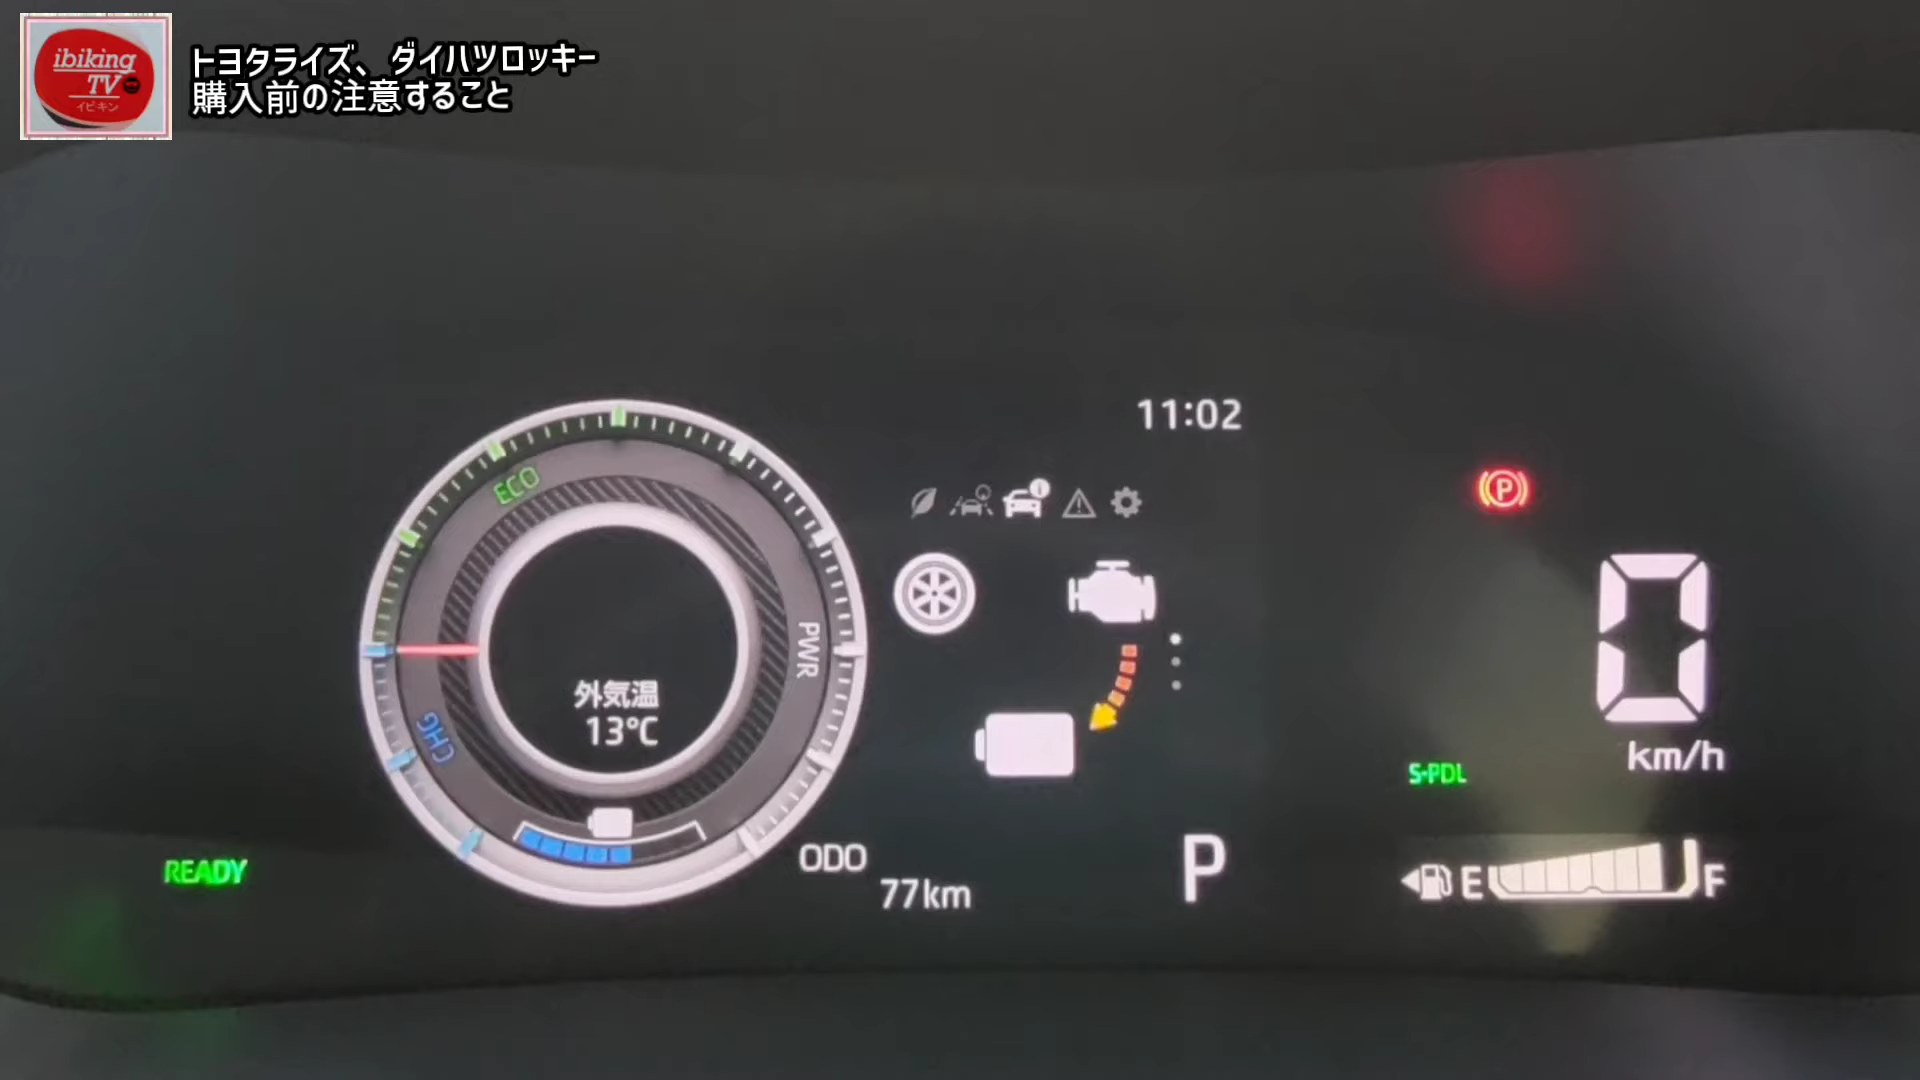 ibiking
TV
イビキン
トヨタライズ、ダイハツロッキー
購入前の注意すること
11:02
ECO
PWR
CHG
外気温
13℃
0
km/h
S-PDL
READY
ODO
77km
P
E
F